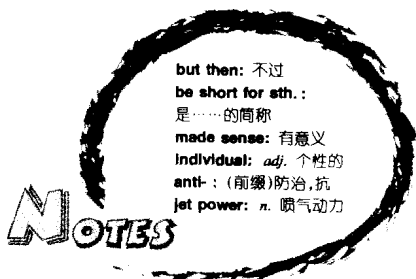 but then: 不过
be short for sth. :
是……的简称
made sense: 有意义
individual: adj. 个性的
anti- : (前缀)防治,抗
jet power: n. 喷气动力
NOTES